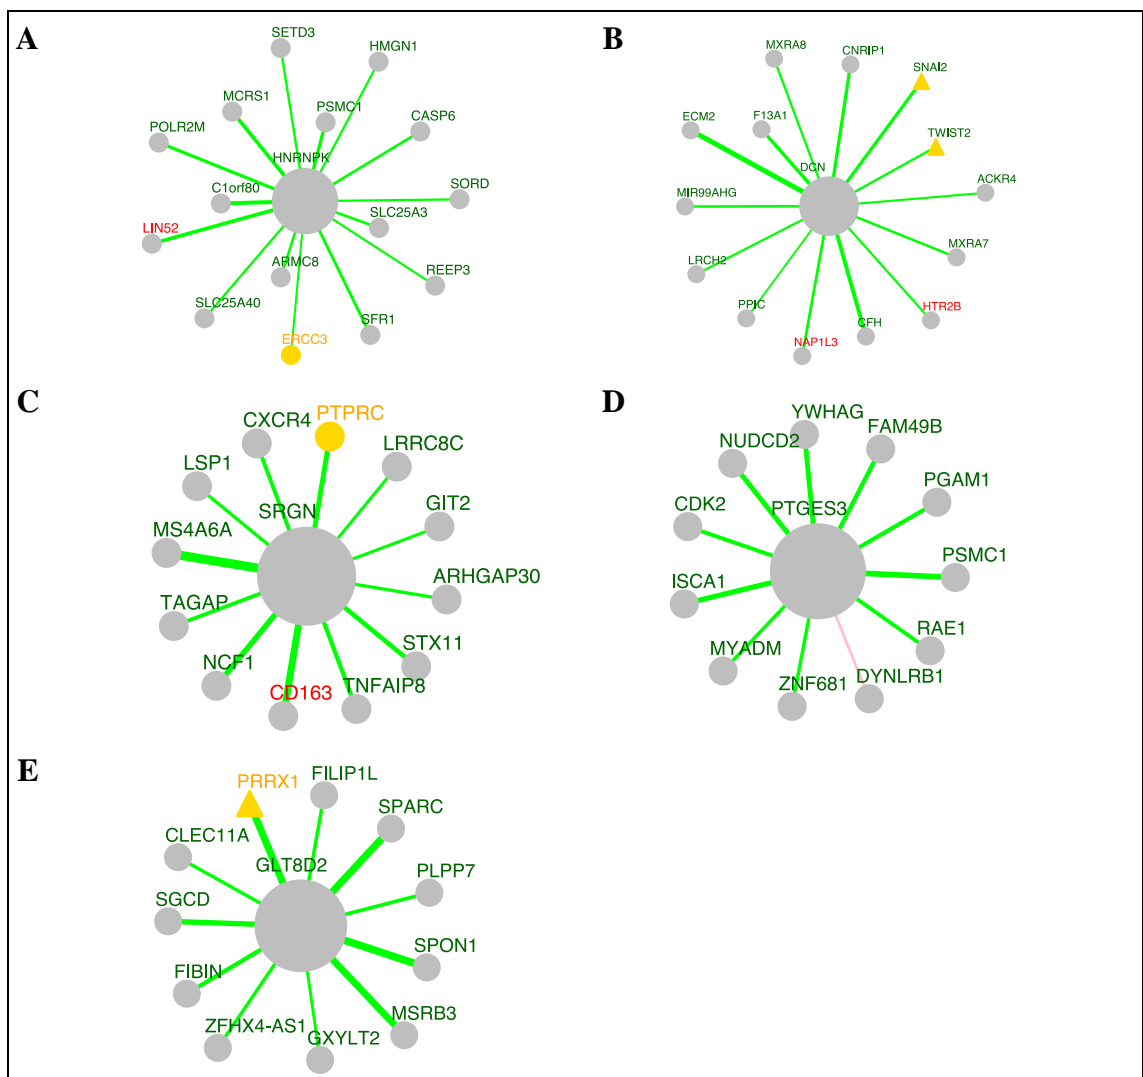 A
SETD3
HMGN1
MCRS1
PSMC1
CASP6
POLR2M
HNRNPK
C1orf80
SORD
LIN52
SLC25A3
ARMC8
REEP3
SLC25A40
SFR1
ERCC3
B
MXRA8
CNRIP1
SNAI2
ECM2
F13A1
TWIST2
DCN
MIR99AHG
ACKR4
MXRA7
LRCH2
PPIC
HTR2B
CFH
NAP1L3
C
CXCR4
PTPRC
LRRC8C
LSP1
SRGN
GIT2
MS4A6A
ARHGAP30
TAGAP
STX11
NCF1
CD163
TNFAIP8
D
YWHAG
NUDCD2
FAM49B
CDK2
PTGES3
PGAM1
PSMC1
ISCA1
RAE1
MYADM
ZNF681
DYNLRB1
E
PRRX1
FILIP1L
SPARC
CLEC11A
GLT8D2
PLPP7
SGCD
SPON1
FIBIN
MSRB3
ZFHX4-AS1
GXYLT2